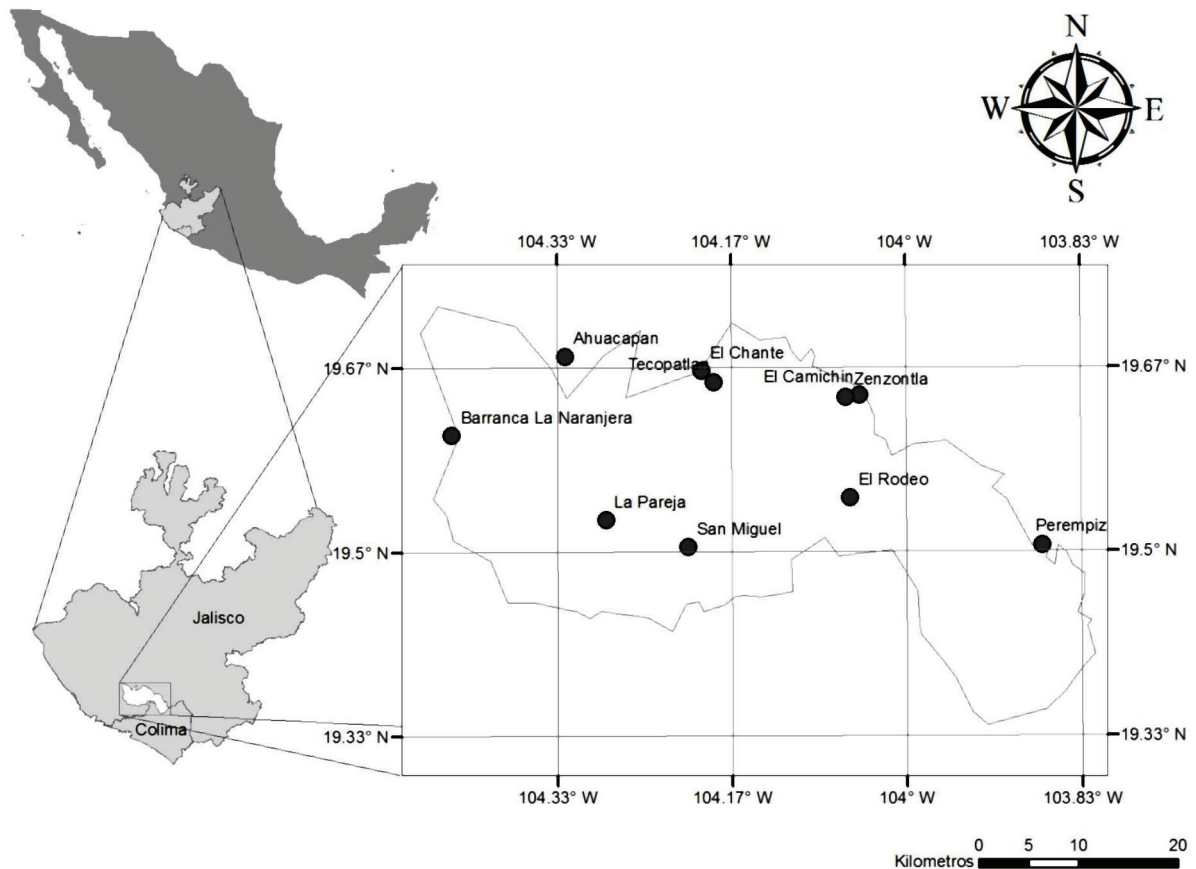 N
W E
S
104.33° W 104.17° W 104° W 103.83° W
Ahuacapan
El Chante
Tecopatlan
19.67° N 19.67° N
El Camichin Zenzontla
Barranca La Naranjera
El Rodeo
La Pareja
San Miguel
Perempiz
19.5° N 19.5° N
Jalisco
Colima
19.33° N 19.33° N
104.33° W 104.17° W 104° W 103.83° W
0 5 10 20
Kilometros